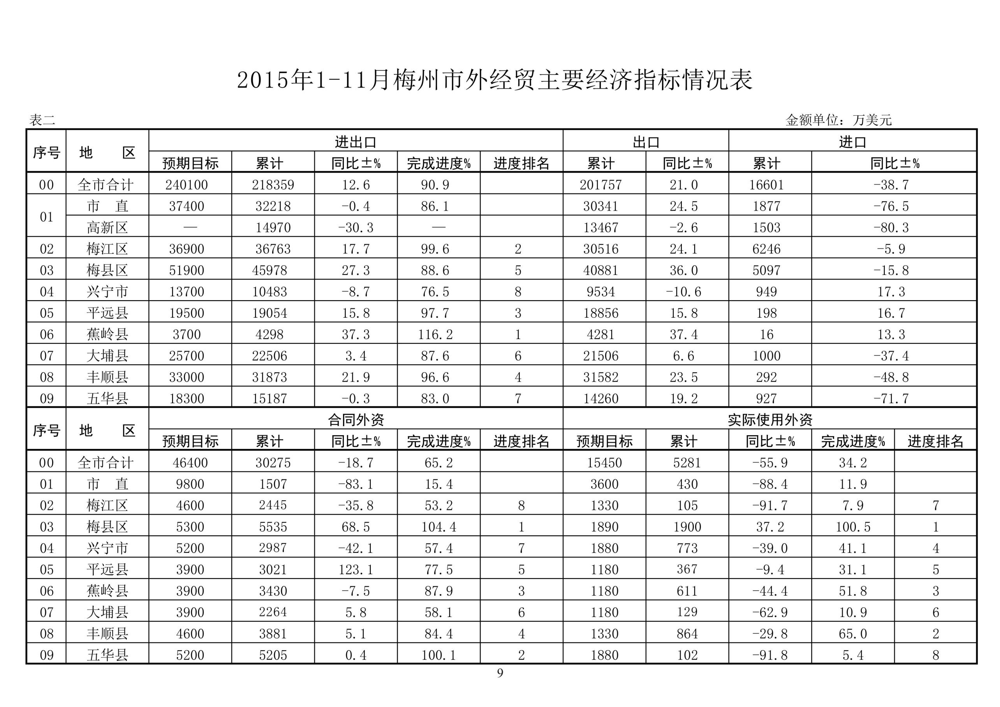 2015年1-11月梅州市外经贸主要经济指标情况表
表二 金额单位：万美元
序号 地 区 进出口 出口 进口
预期目标 累计 同比±% 完成进度% 进度排名 累计 同比±% 累计 同比±%
00 全市合计 240100 218359 12.6 90.9 201757 21.0 16601 -38.7
01 市 直 37400 32218 -0.4 86.1 30341 24.5 1877 -76.5
高新区 — 14970 -30.3 — 13467 -2.6 1503 -80.3
02 梅江区 36900 36763 17.7 99.6 2 30516 24.1 6246 -5.9
03 梅县区 51900 45978 27.3 88.6 5 40881 36.0 5097 -15.8
04 兴宁市 13700 10483 -8.7 76.5 8 9534 -10.6 949 17.3
05 平远县 19500 19054 15.8 97.7 3 18856 15.8 198 16.7
06 蕉岭县 3700 4298 37.3 116.2 1 4281 37.4 16 13.3
07 大埔县 25700 22506 3.4 87.6 6 21506 6.6 1000 -37.4
08 丰顺县 33000 31873 21.9 96.6 4 31582 23.5 292 -48.8
09 五华县 18300 15187 -0.3 83.0 7 14260 19.2 927 -71.7
序号 地 区 合同外资 实际使用外资
预期目标 累计 同比±% 完成进度% 进度排名 预期目标 累计 同比±% 完成进度% 进度排名
00 全市合计 46400 30275 -18.7 65.2 15450 5281 -55.9 34.2
01 市 直 9800 1507 -83.1 15.4 3600 430 -88.4 11.9
02 梅江区 4600 2445 -35.8 53.2 8 1330 105 -91.7 7.9 7
03 梅县区 5300 5535 68.5 104.4 1 1890 1900 37.2 100.5 1
04 兴宁市 5200 2987 -42.1 57.4 7 1880 773 -39.0 41.1 4
05 平远县 3900 3021 123.1 77.5 5 1180 367 -9.4 31.1 5
06 蕉岭县 3900 3430 -7.5 87.9 3 1180 611 -44.4 51.8 3
07 大埔县 3900 2264 5.8 58.1 6 1180 129 -62.9 10.9 6
08 丰顺县 4600 3881 5.1 84.4 4 1330 864 -29.8 65.0 2
09 五华县 5200 5205 0.4 100.1 2 1880 102 -91.8 5.4 8
9